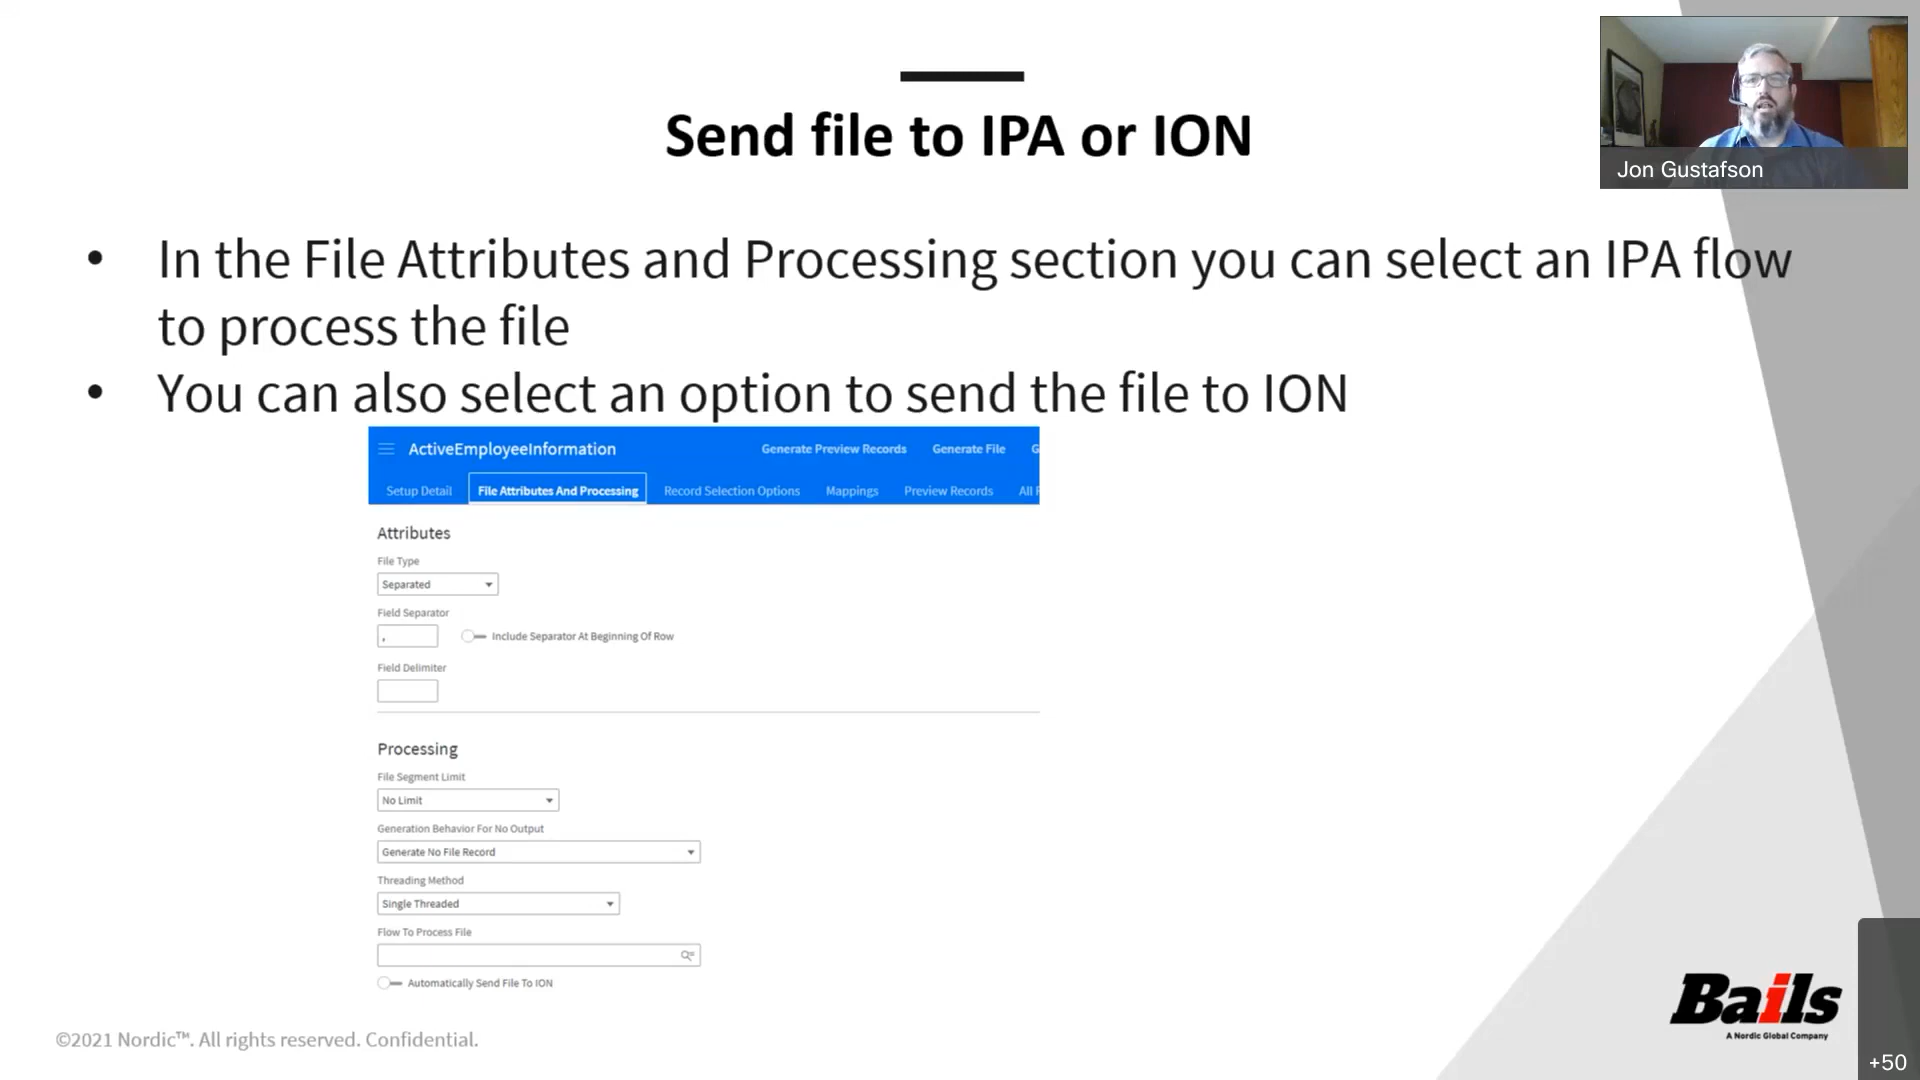 Send file to IPA or ION
Jon Gustafson
• In the File Attributes and Processing section you can select an IPA flow
to process the file
• You can also select an option to send the file to ION
ActiveEmployeeInformation Generate Preview Records Generate File G
Setup Detail File Attributes And Processing Record Selection Options Mappings Preview Records All F
Attributes
File Type
Separated
Field Separator
, Include Separator At Beginning Of Row
Field Delimiter
Processing
File Segment Limit
No Limit
Generation Behavior For No Output
Generate No File Record
Threading Method
Single Threaded
Flow To Process File
Automatically Send File To ION
Bails
A Nordic Global Company
©2021 Nordic™. All rights reserved. Confidential.
+50